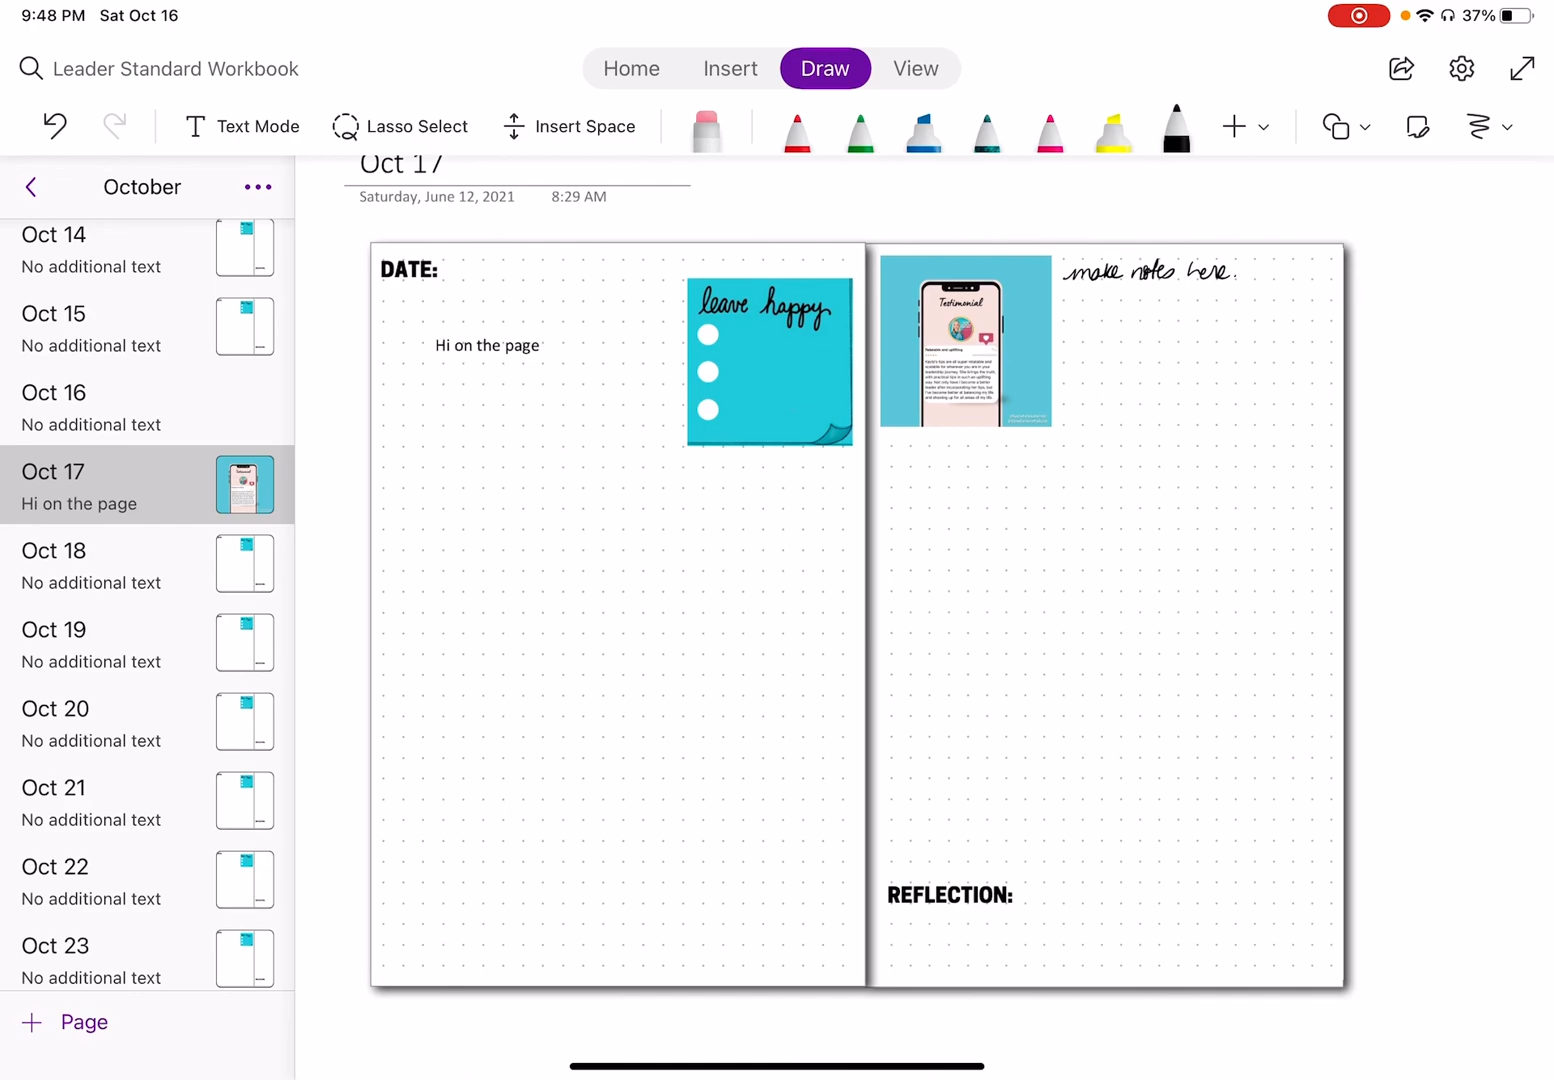 9:48 PM Sat Oct 16
37%
Leader Standard Workbook
Home Insert Draw View
Text Mode Lasso Select Insert Space
October
Oct 14
No additional text
Oct 15
No additional text
Oct 16
No additional text
Oct 17
Hi on the page
Oct 18
No additional text
Oct 19
No additional text
Oct 20
No additional text
Oct 21
No additional text
Oct 22
No additional text
Oct 23
No additional text
Page
Oct 17
Saturday, June 12, 2021 8:29 AM
DATE:
Hi on the page
leave happy
Testimonial
Relatable and uplifting
make notes here.
REFLECTION: